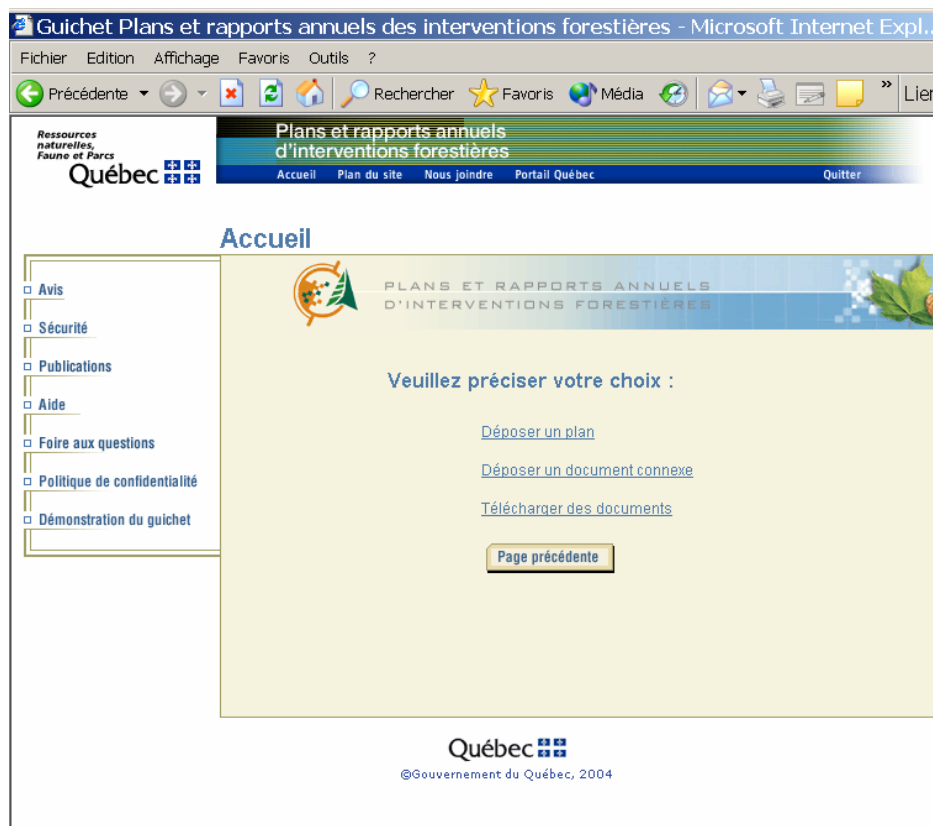 Guichet Plans et rapports annuels des interventions forestières - Microsoft Internet Expl..
Fichier Edition Affichage Favoris Outils ?
Précédente Rechercher Favoris Média » Lier
Ressources
naturelles,
Faune et Parcs
Québec
Plans et rapports annuels
d'interventions forestières
Accueil Plan du site Nous joindre Portail Québec Quitter
Accueil
PLANS ET RAPPORTS ANNUELS
D'INTERVENTIONS FORESTIÈRES
Avis
Sécurité
Publications
Aide
Foire aux questions
Politique de confidentialité
Démonstration du guichet
Veuillez préciser votre choix :
Déposer un plan
Déposer un document connexe
Télécharger des documents
Page précédente
Québec
©Gouvernement du Québec, 2004